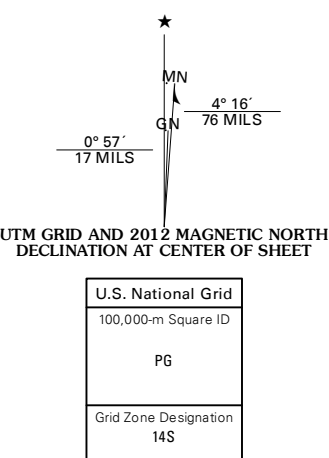 ★
MN
4° 16´
76 MILS
GN
0° 57´
17 MILS
UTM GRID AND 2012 MAGNETIC NORTH
DECLINATION AT CENTER OF SHEET
U.S. National Grid
100,000-m Square ID
PG
Grid Zone Designation
14S